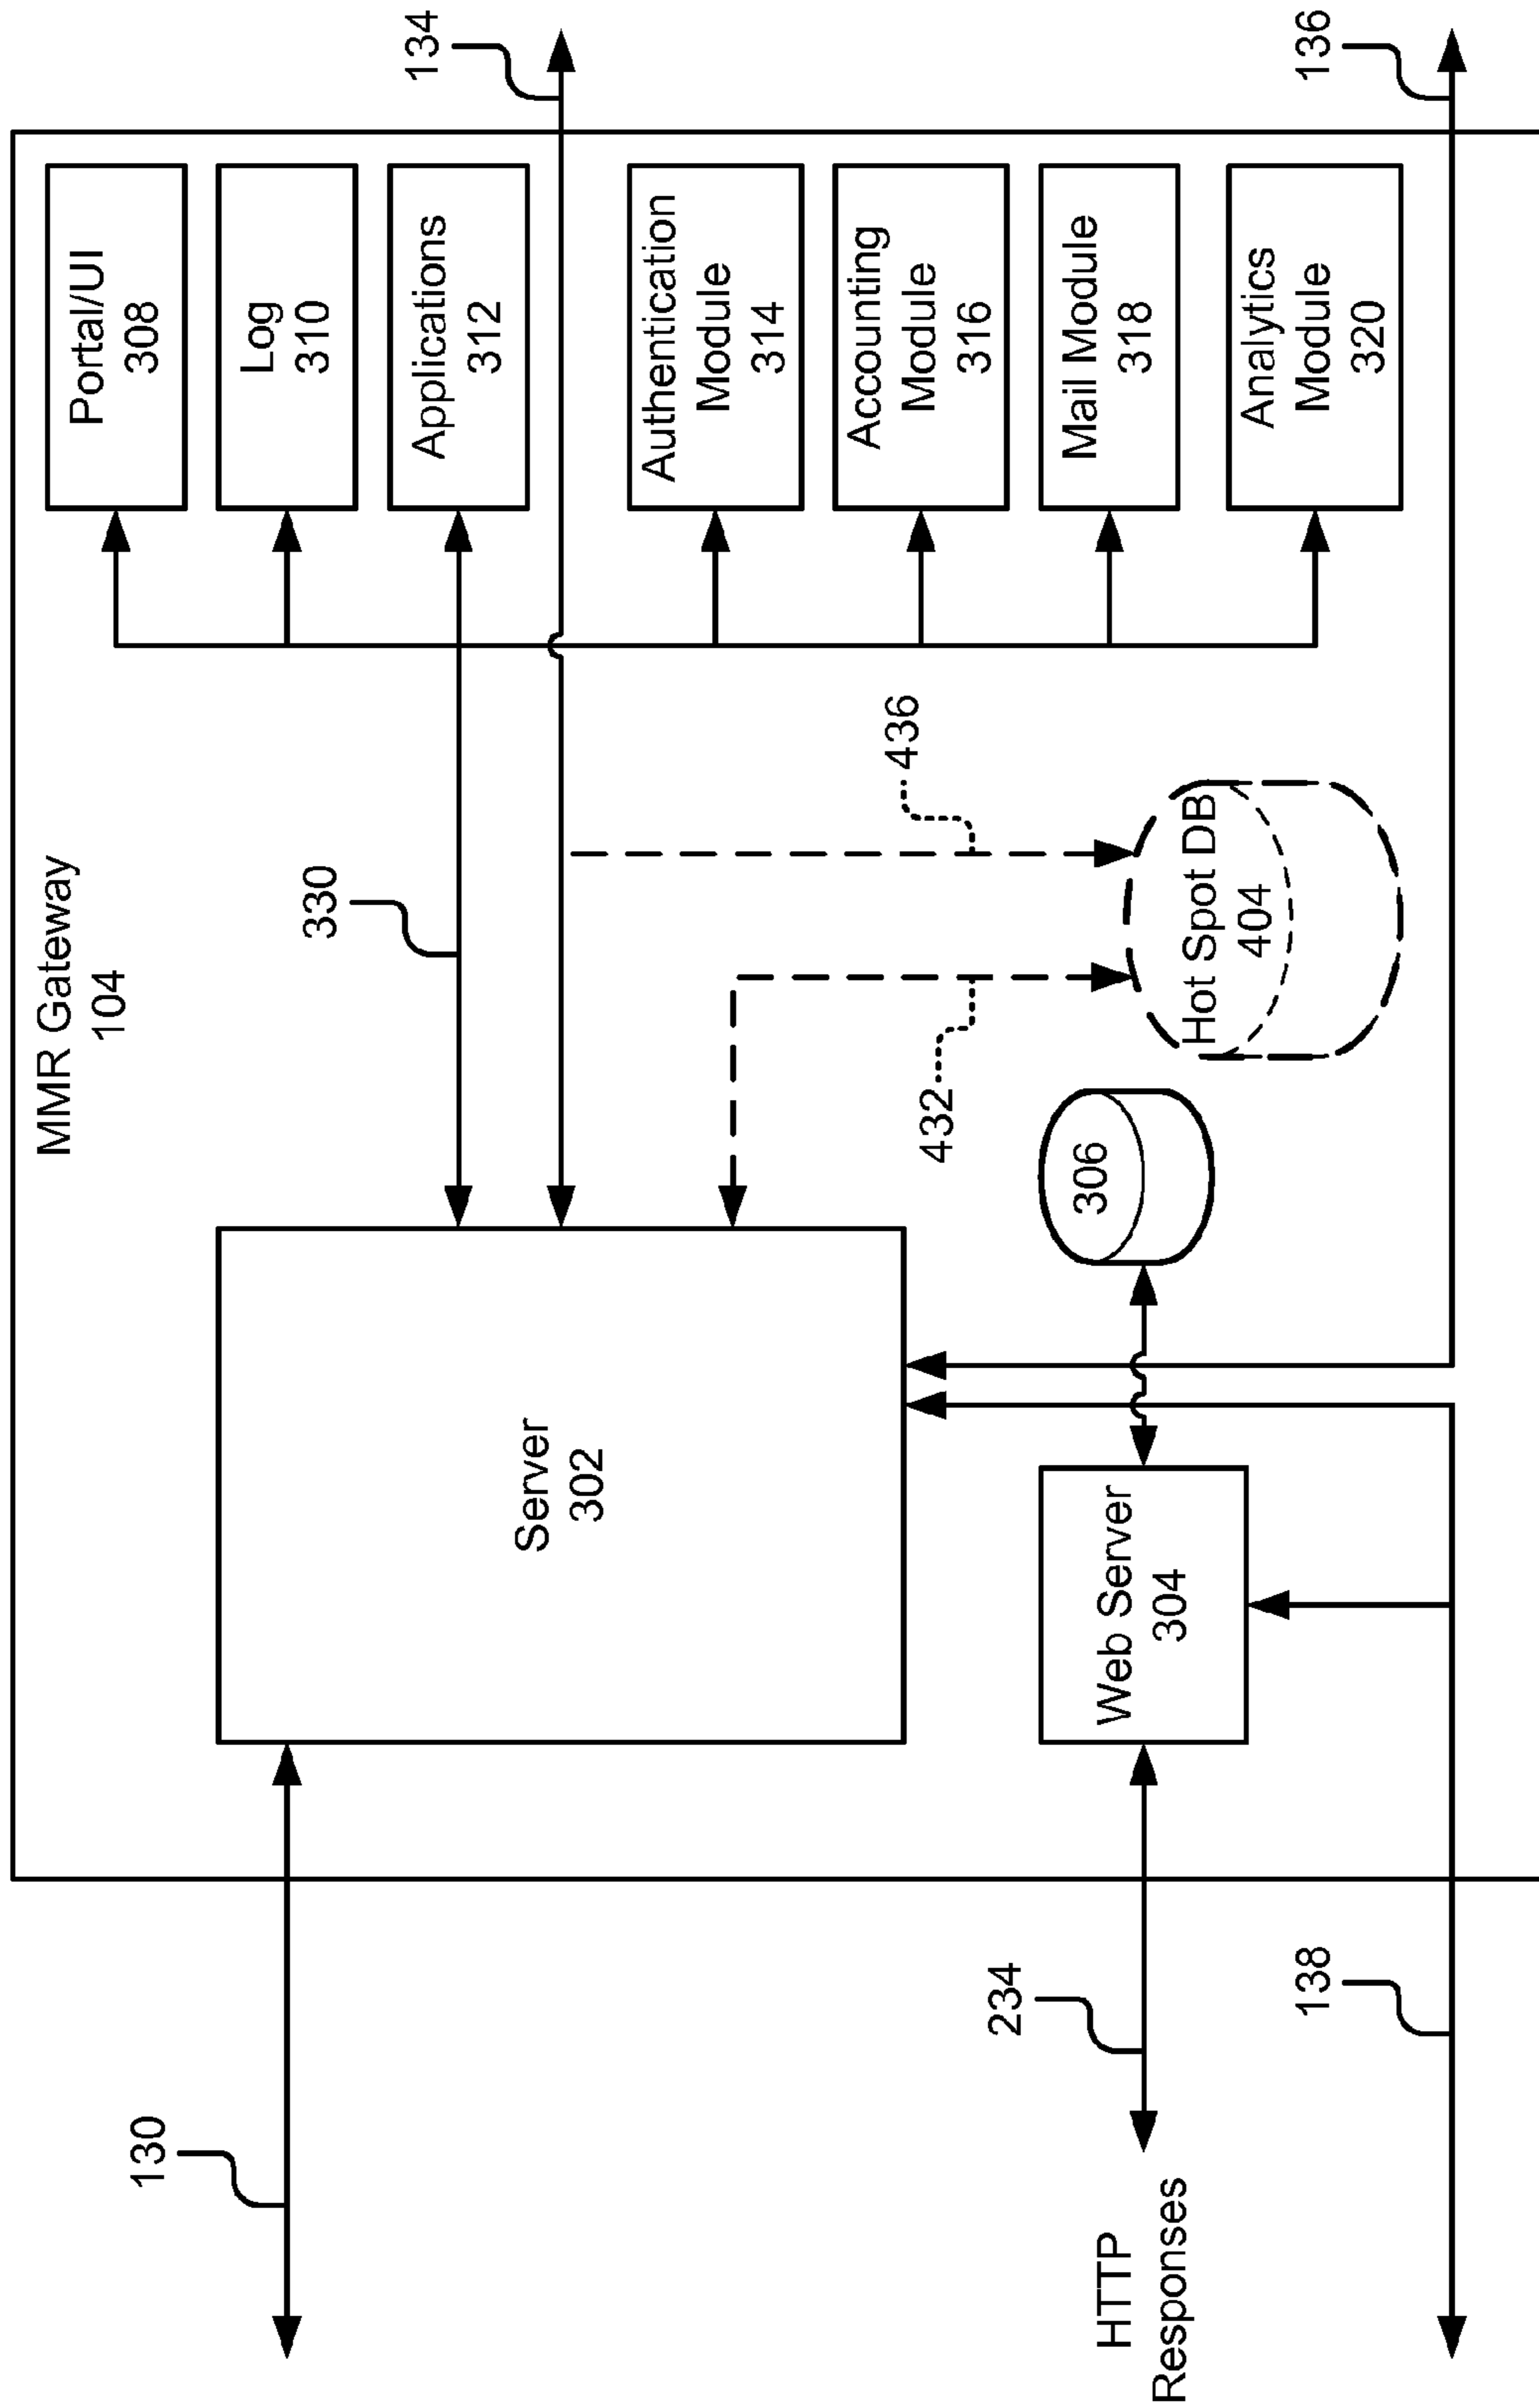 MMR Gateway
104
130
Server
302
330
Portal/UI
308
Log
310
Applications
312
134
Authentication
Module
314
Accounting
Module
316
Mail Module
318
Analytics
Module
320
436
432
Hot Spot DB
404
306
Web Server
304
234
HTTP
Responses
138
136